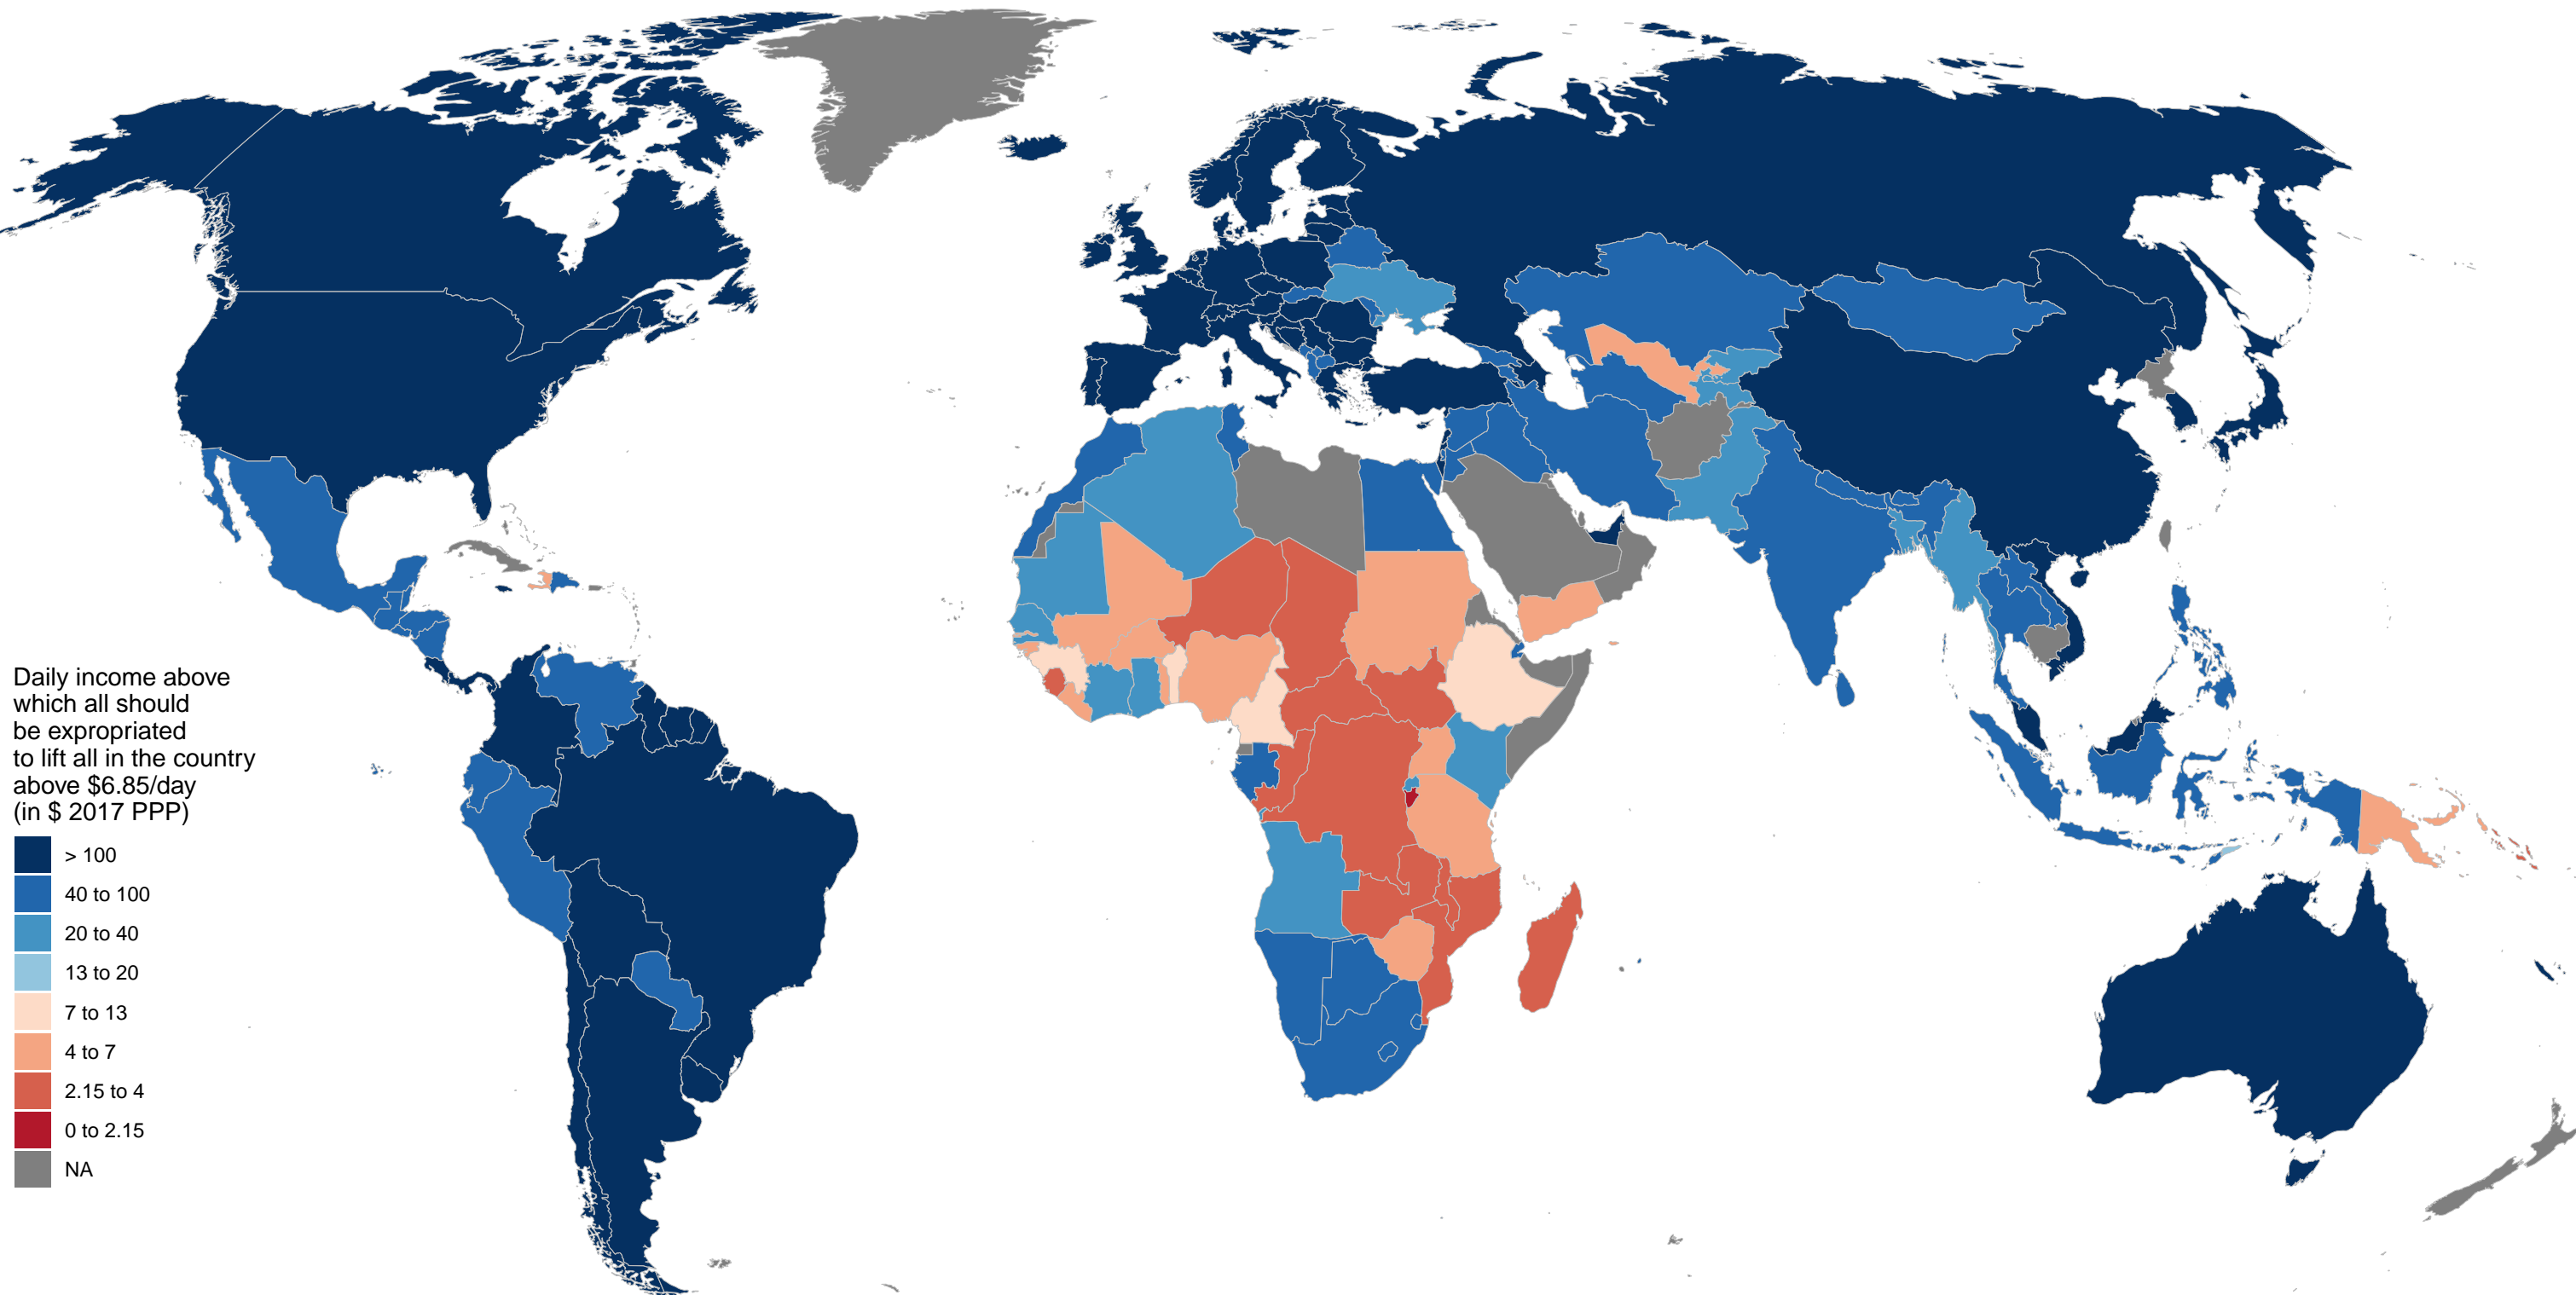 Daily income above
which all should
be expropriated
to lift all in the country
above $6.85/day
(in $ 2017 PPP)
> 100
40 to 100
20 to 40
13 to 20
7 to 13
4 to 7
2.15 to 4
0 to 2.15
NA